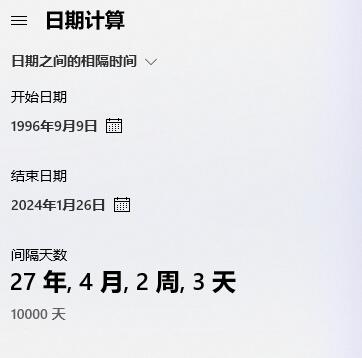 日期计算
日期之间的相隔时间
开始日期
1996年9月9日
结束日期
2024年1月26日
间隔天数
27 年, 4 月, 2 周, 3 天
10000 天